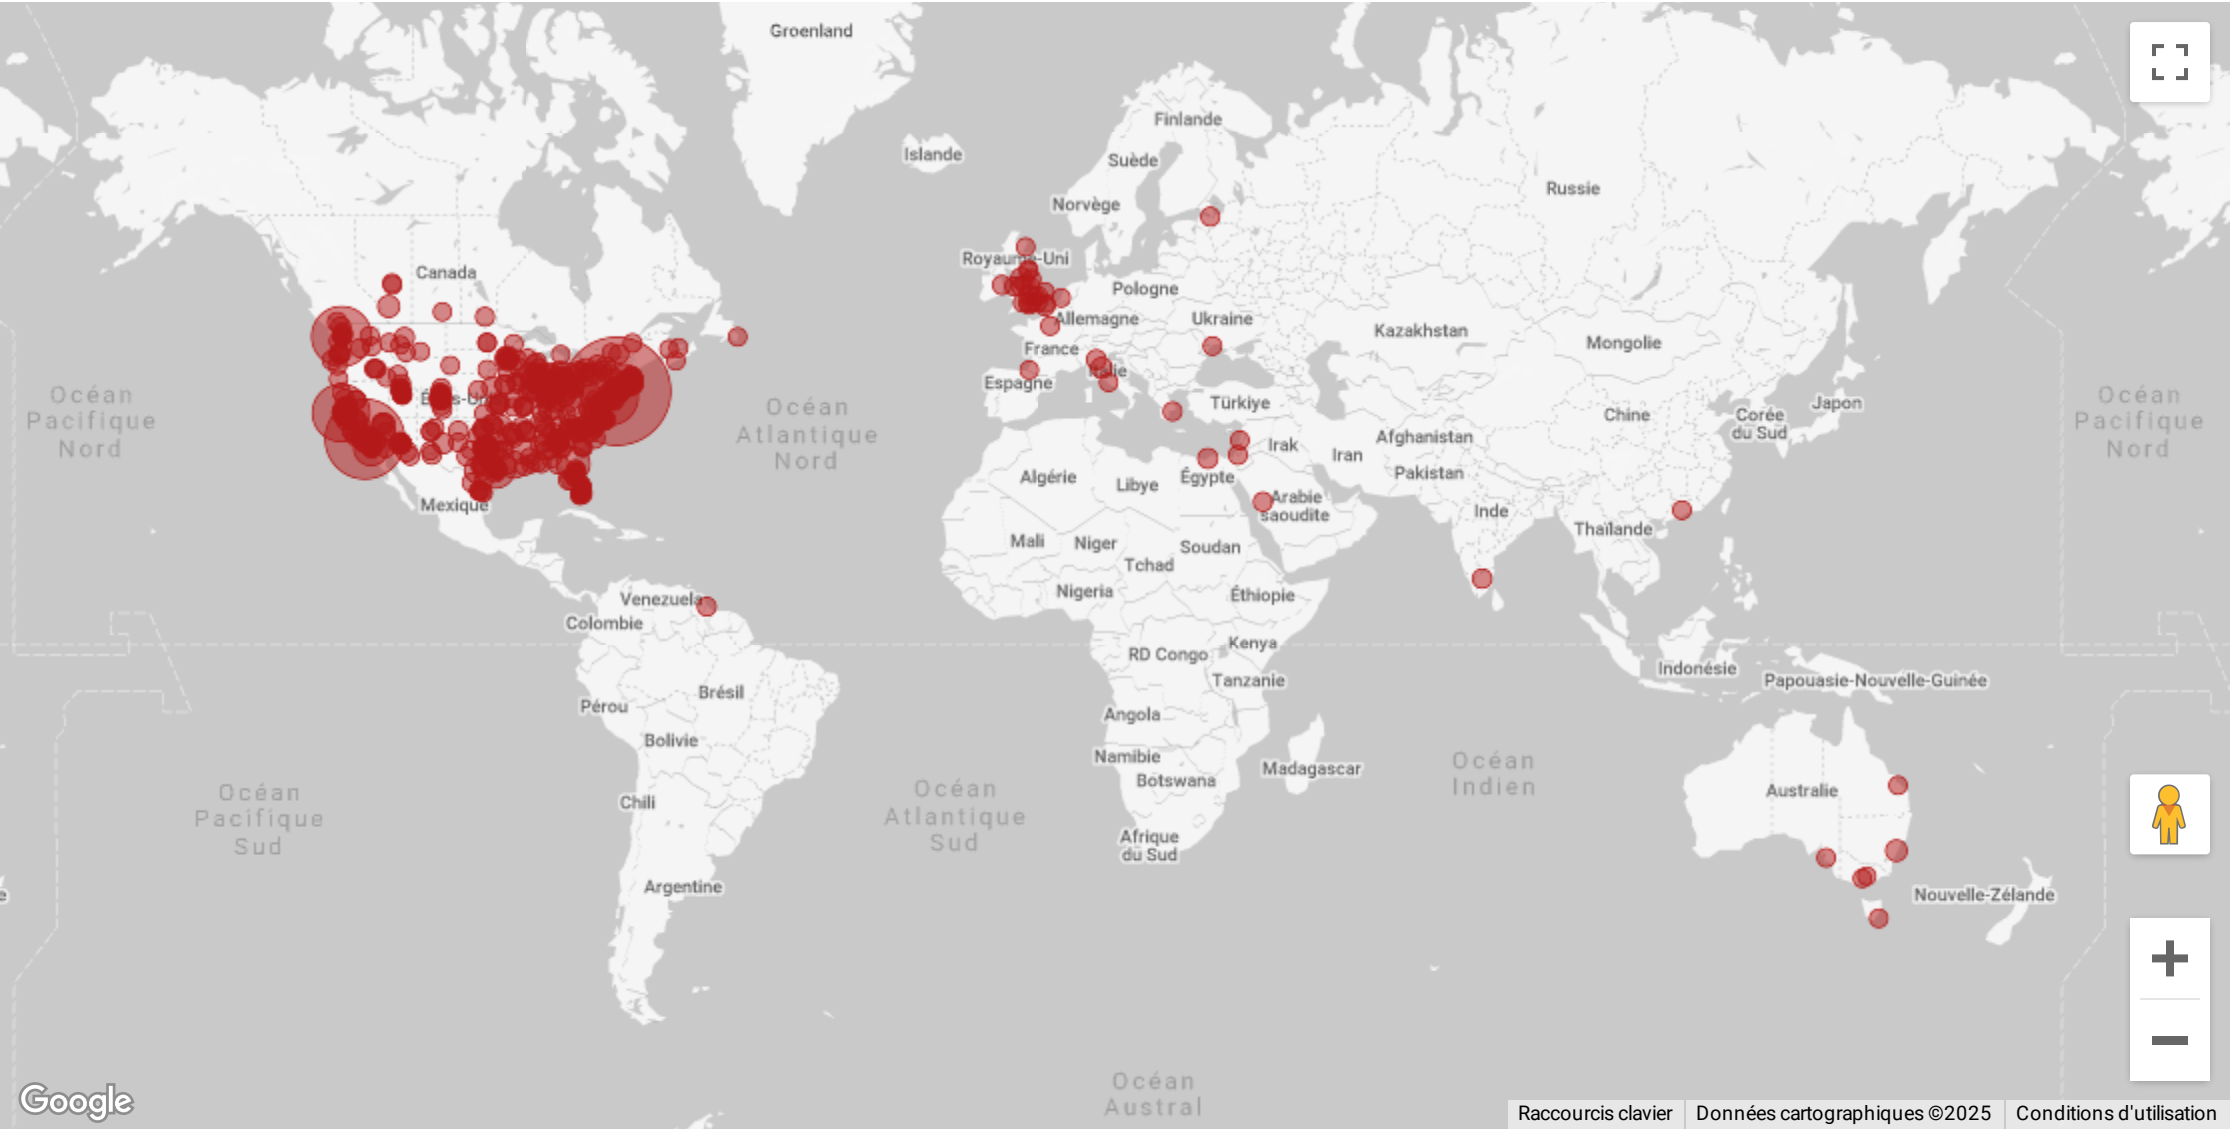 Groenland
Islande
Finlande
Suède
Norvège
Russie
Canada
Royaume-Uni
Pologne
Allemagne
Ukraine
Kazakhstan
Mongolie
France
Espagne
Italie
Océan
Pacifique
Nord
États-Unis
Océan
Atlantique
Nord
Türkiye
Chine
Corée
du Sud
Japon
Océan
Pacifique
Nord
Irak
Iran
Afghanistan
Pakistan
Algérie
Libye
Égypte
Arabie
saoudite
Inde
Thaïlande
Mexique
Mali
Niger
Tchad
Soudan
Nigeria
Éthiopie
Venezuela
Colombie
RD Congo
Kenya
Tanzanie
Indonésie
Papouasie-Nouvelle-Guinée
Brésil
Pérou
Bolivie
Angola
Namibie
Botswana
Madagascar
Océan
Indien
Australie
Océan
Pacifique
Sud
Chili
Océan
Atlantique
Sud
Afrique
du Sud
Argentine
Nouvelle-Zélande
Océan
Austral
Google
Raccourcis clavier
Données cartographiques ©2025
Conditions d'utilisation